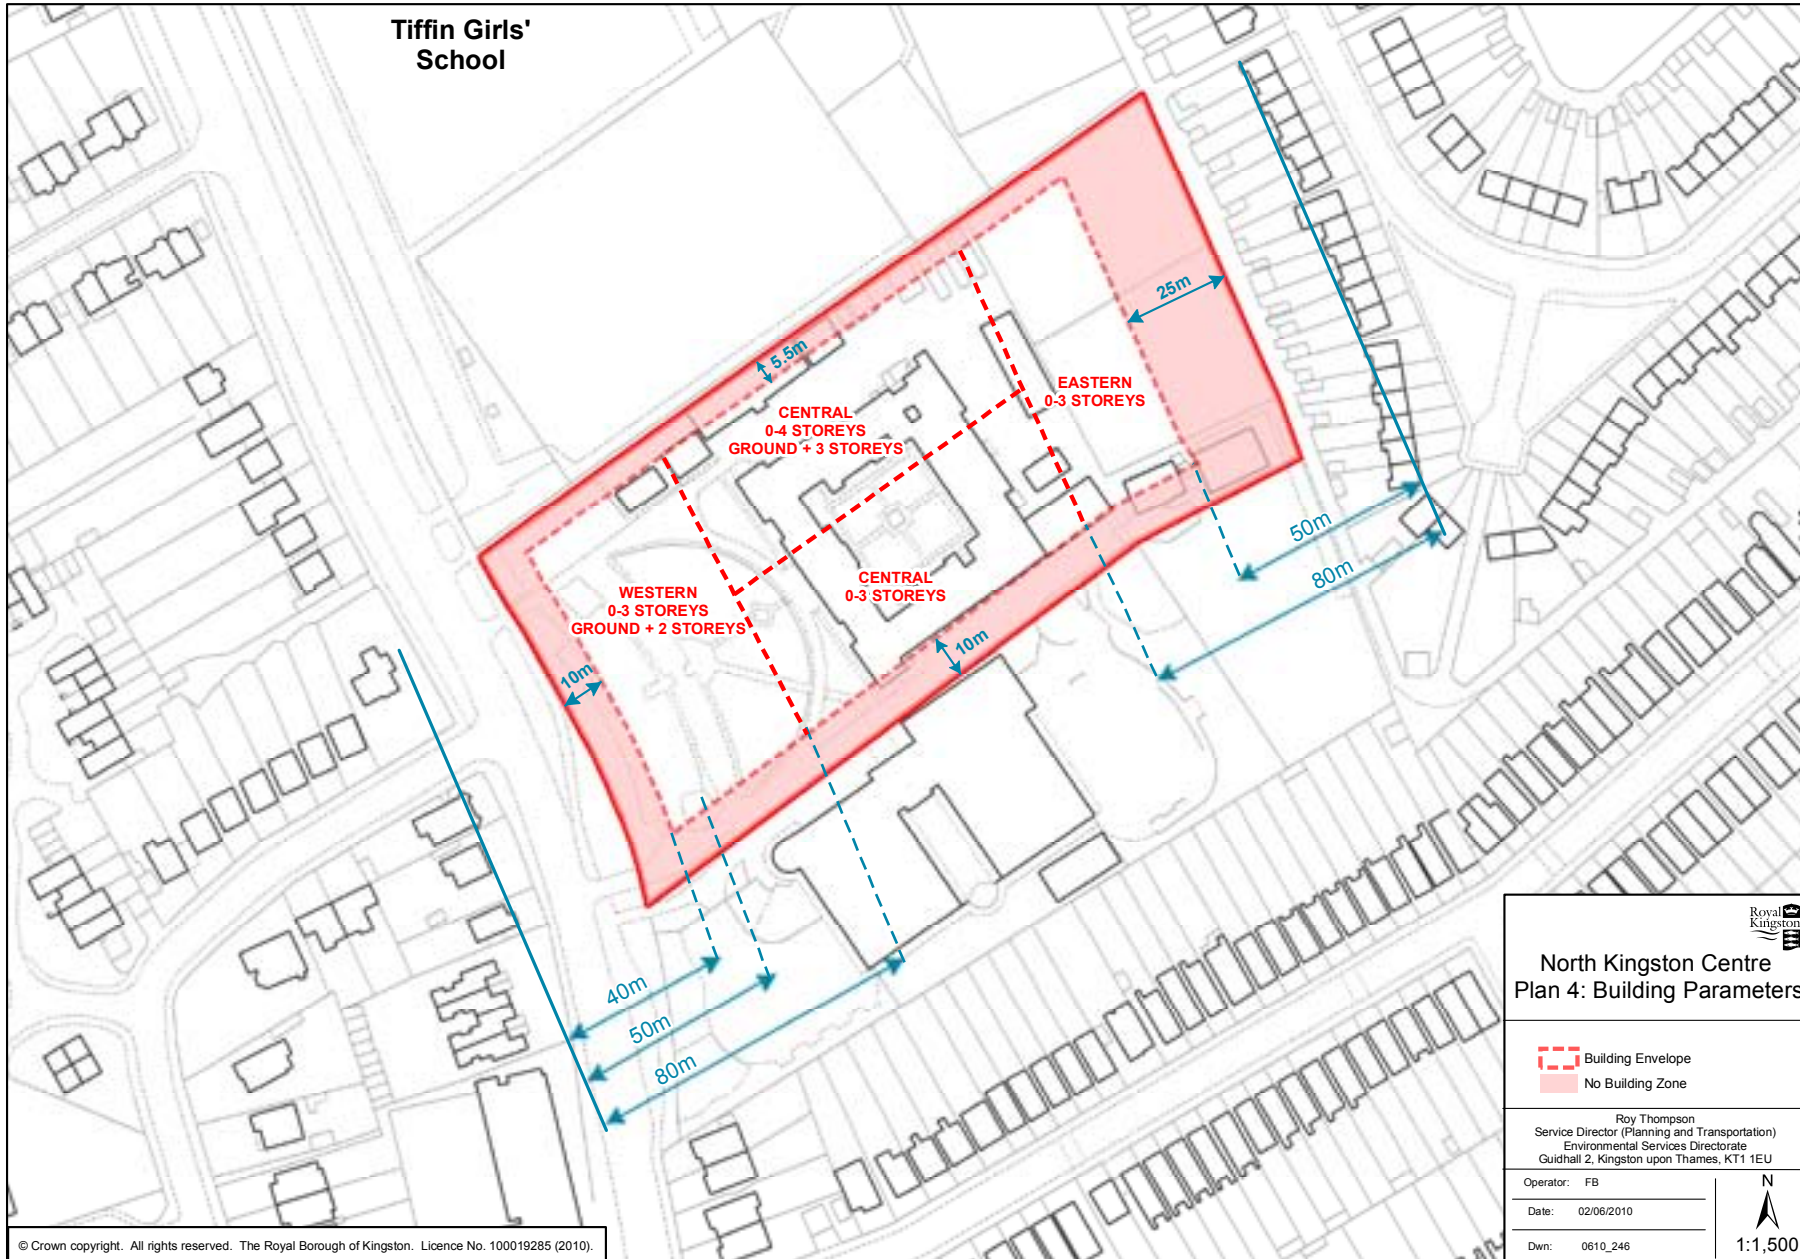 Tiffin Girls'
School
25m
5.5m
EASTERN
0-3 STOREYS
CENTRAL
0-4 STOREYS
GROUND + 3 STOREYS
50m
80m
CENTRAL
0-3 STOREYS
WESTERN
0-3 STOREYS
GROUND + 2 STOREYS
10m
10m
40m
50m
80m
Royal
Kingston
North Kingston Centre
Plan 4: Building Parameters
Building Envelope
No Building Zone
Roy Thompson
Service Director (Planning and Transportation)
Environmental Services Directorate
Guidhall 2, Kingston upon Thames, KT1 1EU
Operator: FB
Date: 02/06/2010
Dwn: 0610_246
N
1:1,500
© Crown copyright. All rights reserved. The Royal Borough of Kingston. Licence No. 100019285 (2010).